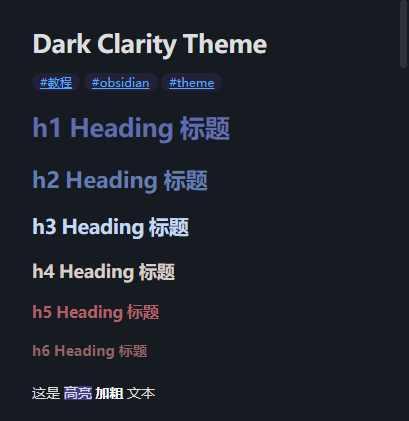 Dark Clarity Theme
#教程 #obsidian #theme
h1 Heading 标题
h2 Heading 标题
h3 Heading 标题
h4 Heading 标题
h5 Heading 标题
h6 Heading 标题
这是 高亮 加粗 文本